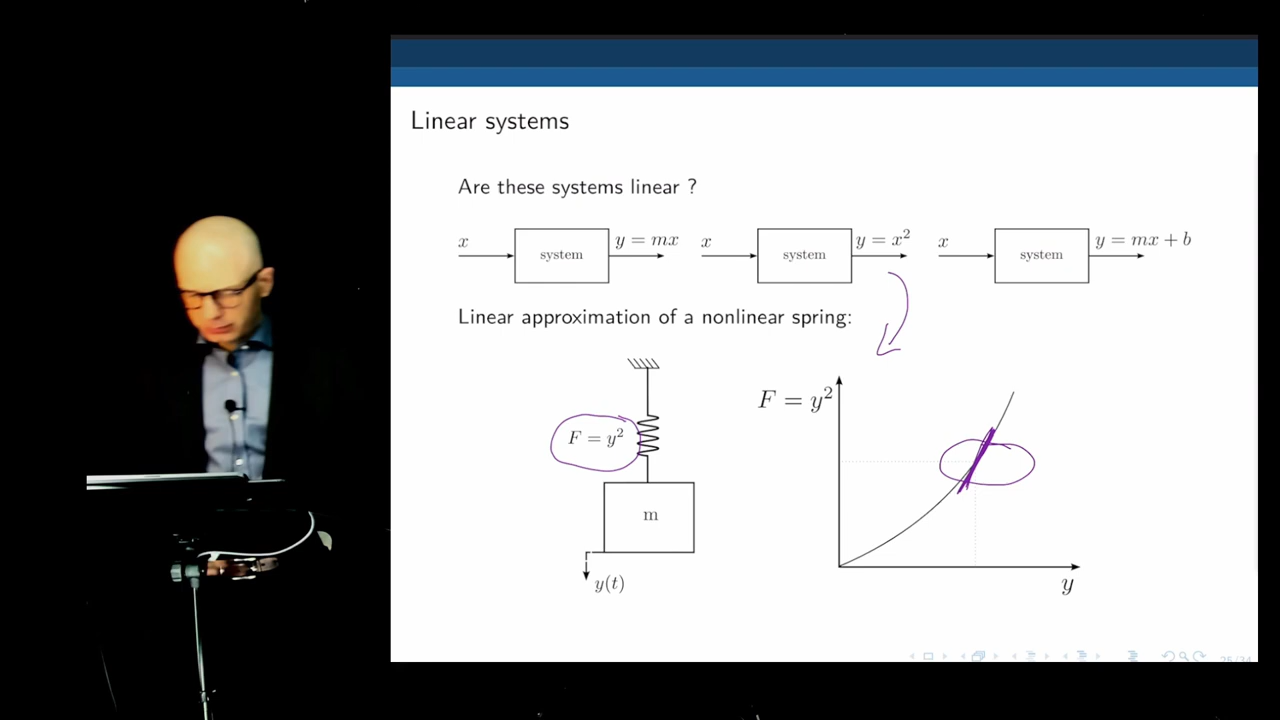 Linear systems
Are these systems linear ?
x system y = mx x system y = x² x system y = mx + b
Linear approximation of a nonlinear spring:
F = y²
F = y²
m
y(t)
y